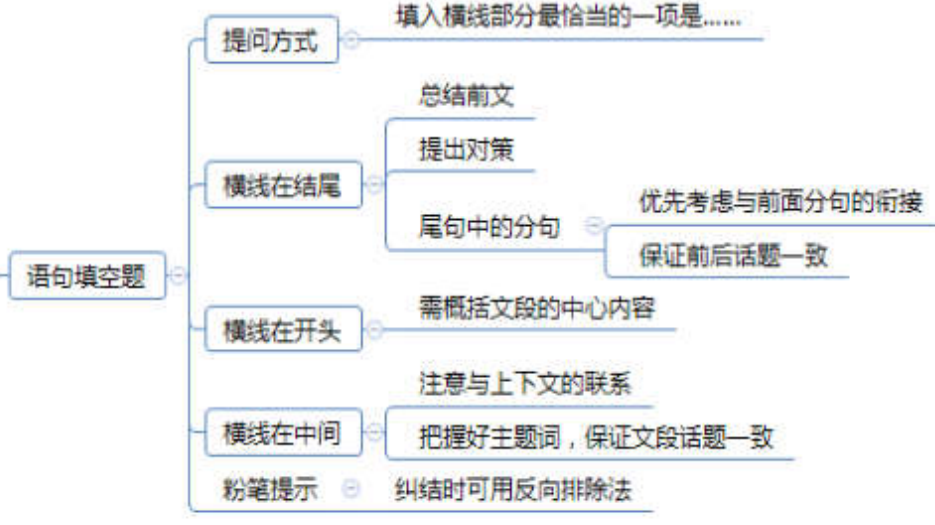 语句填空题
提问方式
填入横线部分最恰当的一项是……
横线在结尾
总结前文
提出对策
尾句中的分句
优先考虑与前面分句的衔接
保证前后话题一致
横线在开头
需概括文段的中心内容
横线在中间
注意与上下文的联系
把握好主题词，保证文段话题一致
粉笔提示
纠结时可用反向排除法